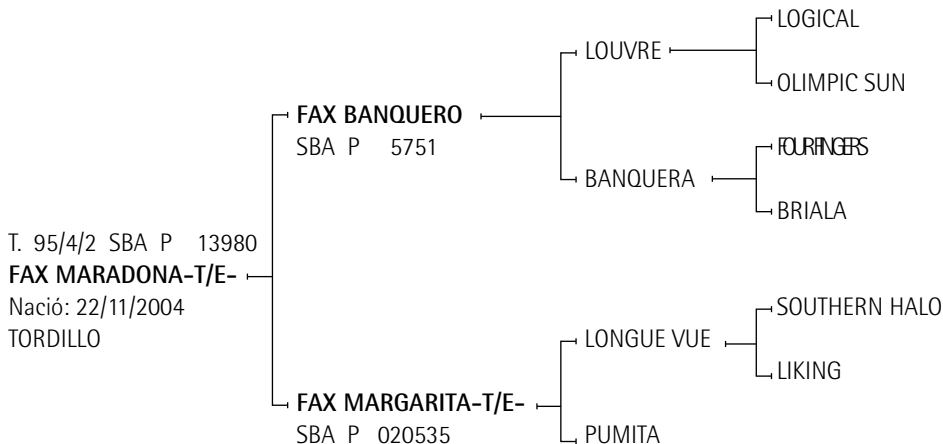 LOGICAL
LOUVRE
OLIMPIC SUN
FAX BANQUERO
SBA P 5751
FOURFINGERS
BANQUERA
BRIALA
T. 95/4/2 SBA P 13980
FAX MARADONA-T/E-
Nació: 22/11/2004
TORDILLO
SOUTHERN HALO
LONGUE VUE
LIKING
FAX MARGARITA-T/E-
SBA P 020535
PUMITA